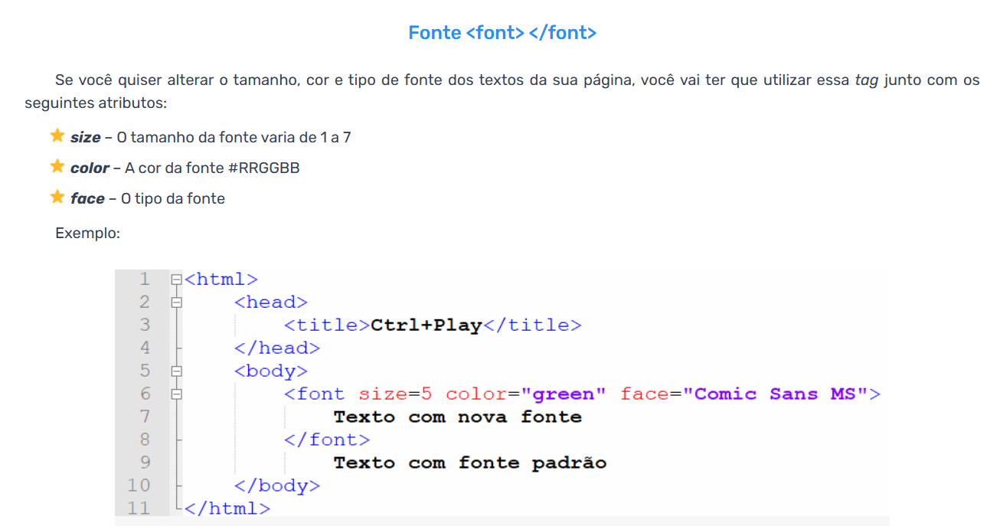 Fonte <font> </font>
Se você quiser alterar o tamanho, cor e tipo de fonte dos textos da sua página, você vai ter que utilizar essa tag junto com os
seguintes atributos:
size – O tamanho da fonte varia de 1 a 7
color – A cor da fonte #RRGGBB
face – O tipo da fonte
Exemplo:
1 <html>
2 <head>
3 <title>Ctrl+Play</title>
4 </head>
5 <body>
6 <font size=5 color="green" face="Comic Sans MS">
7 Texto com nova fonte
8 </font>
9 Texto com fonte padrão
10 </body>
11 </html>